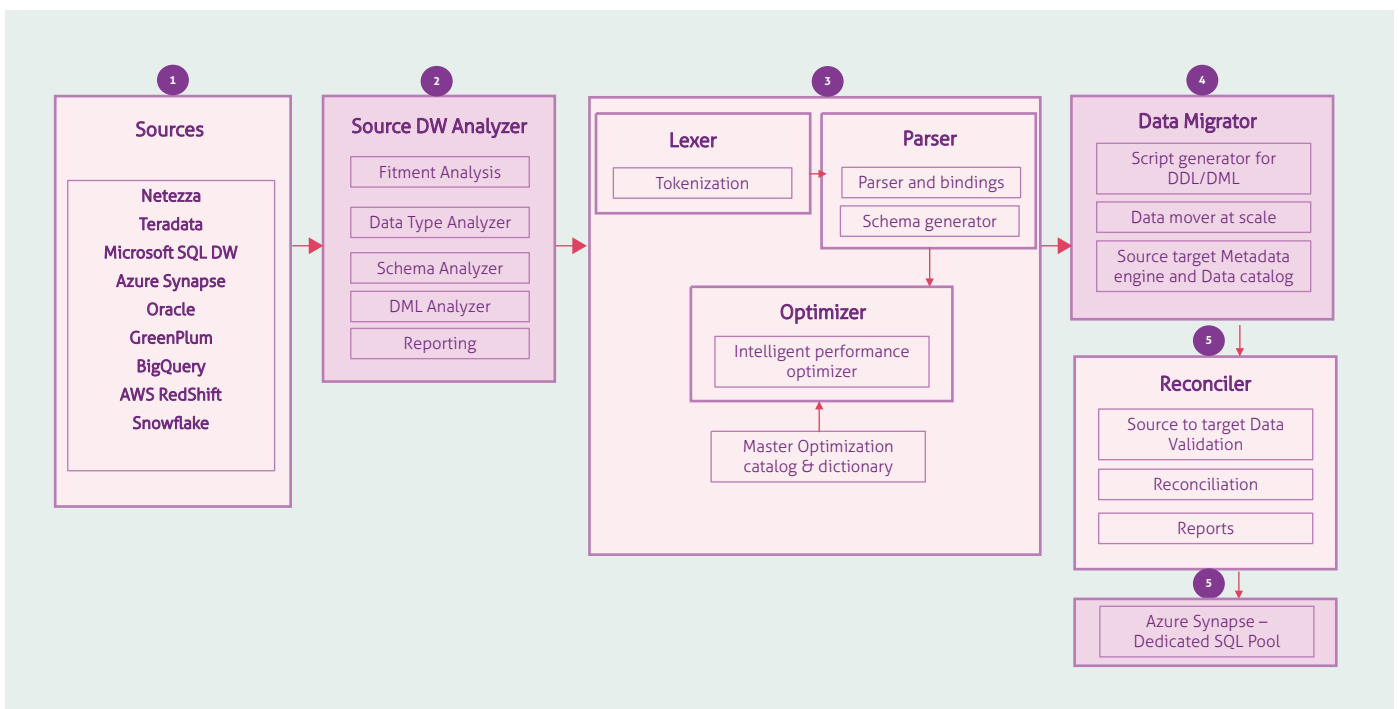 1
Sources
Netezza
Teradata
Microsoft SQL DW
Azure Synapse
Oracle
GreenPlum
BigQuery
AWS RedShift
Snowflake
2
Source DW Analyzer
Fitment Analysis
Data Type Analyzer
Schema Analyzer
DML Analyzer
Reporting
3
Lexer
Tokenization
Parser
Parser and bindings
Schema generator
Optimizer
Intelligent performance
optimizer
Master Optimization
catalog & dictionary
4
Data Migrator
Script generator for
DDL/DML
Data mover at scale
Source target Metadata
engine and Data catalog
5
Reconciler
Source to target Data
Validation
Reconciliation
Reports
5
Azure Synapse –
Dedicated SQL Pool